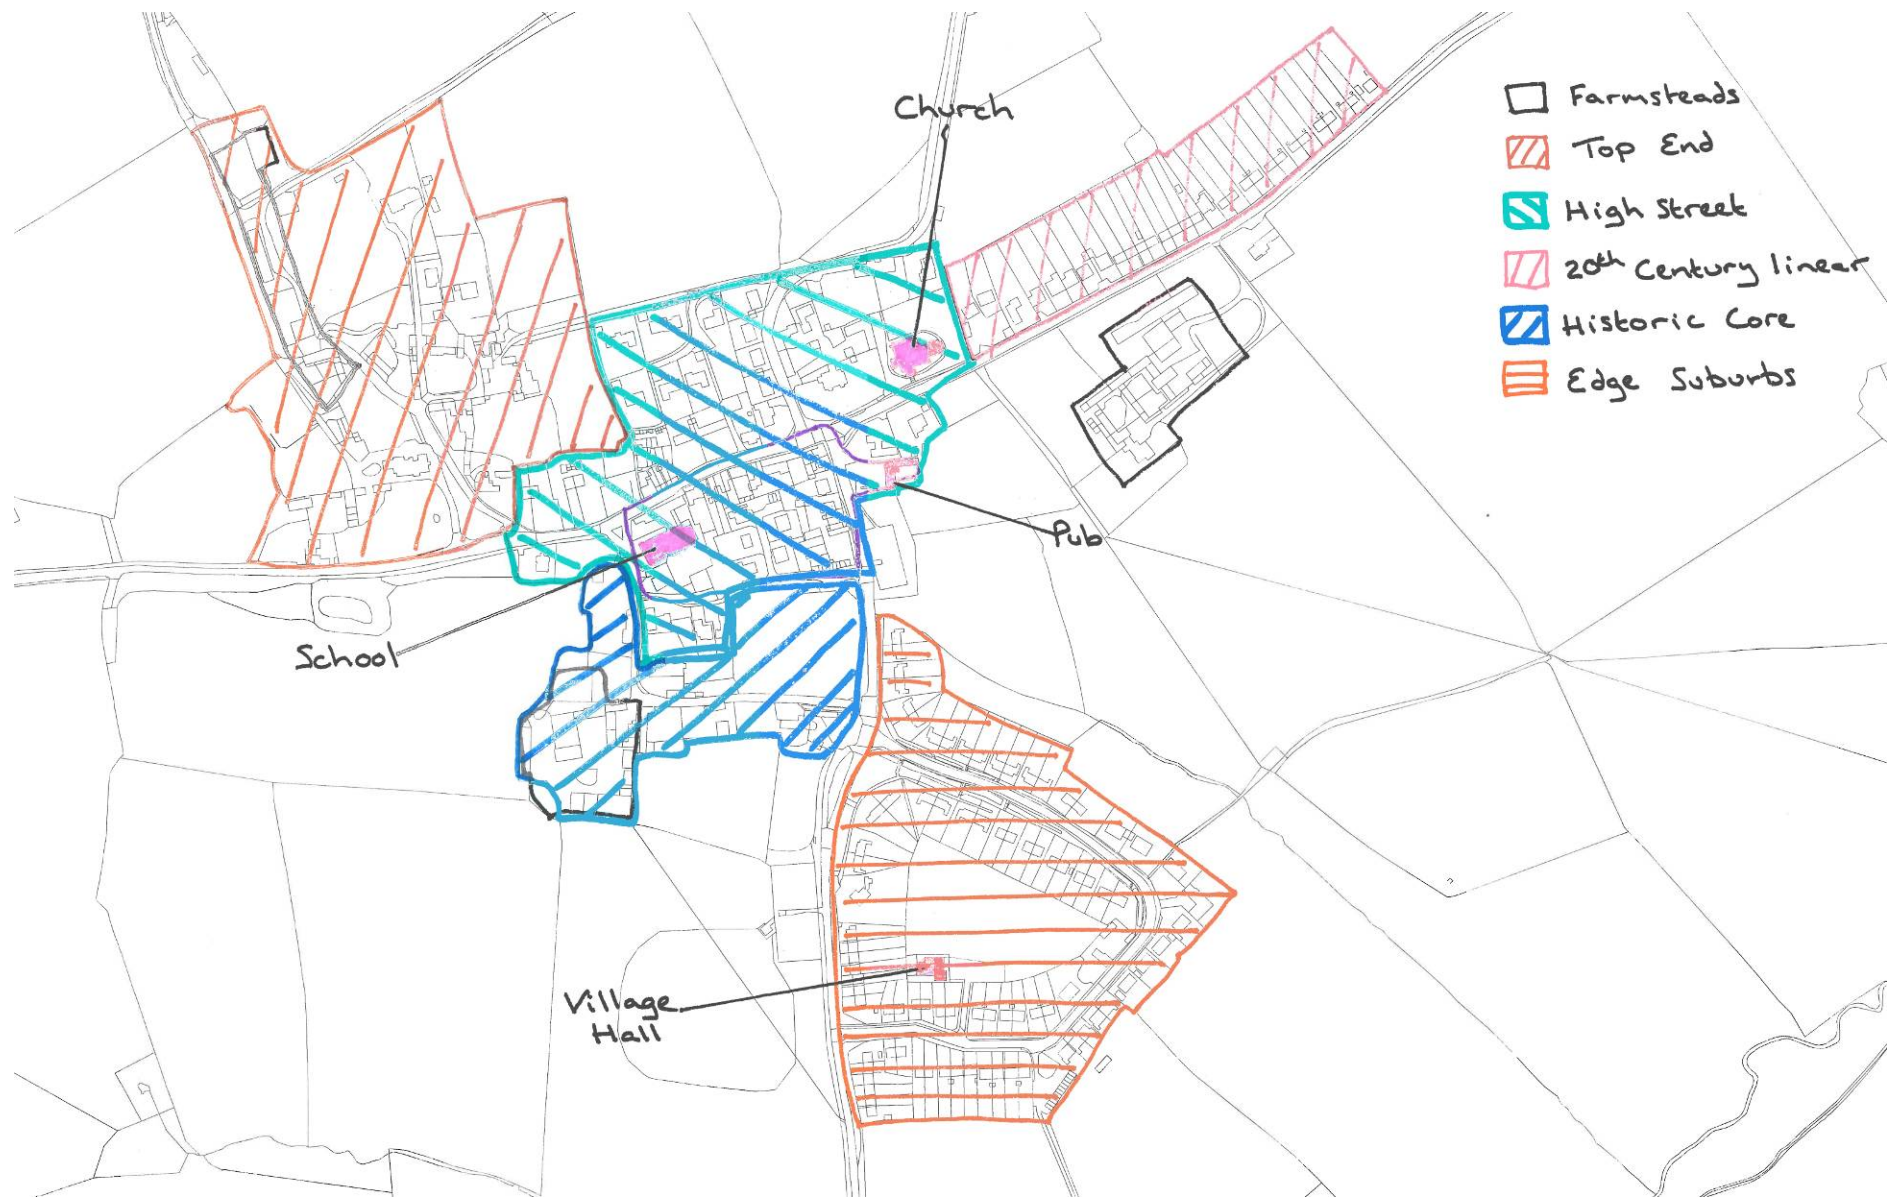 Church
Farmsteads
Top End
High Street
20th Century linear
Historic Core
Edge Suburbs
Pub
School
Village
Hall